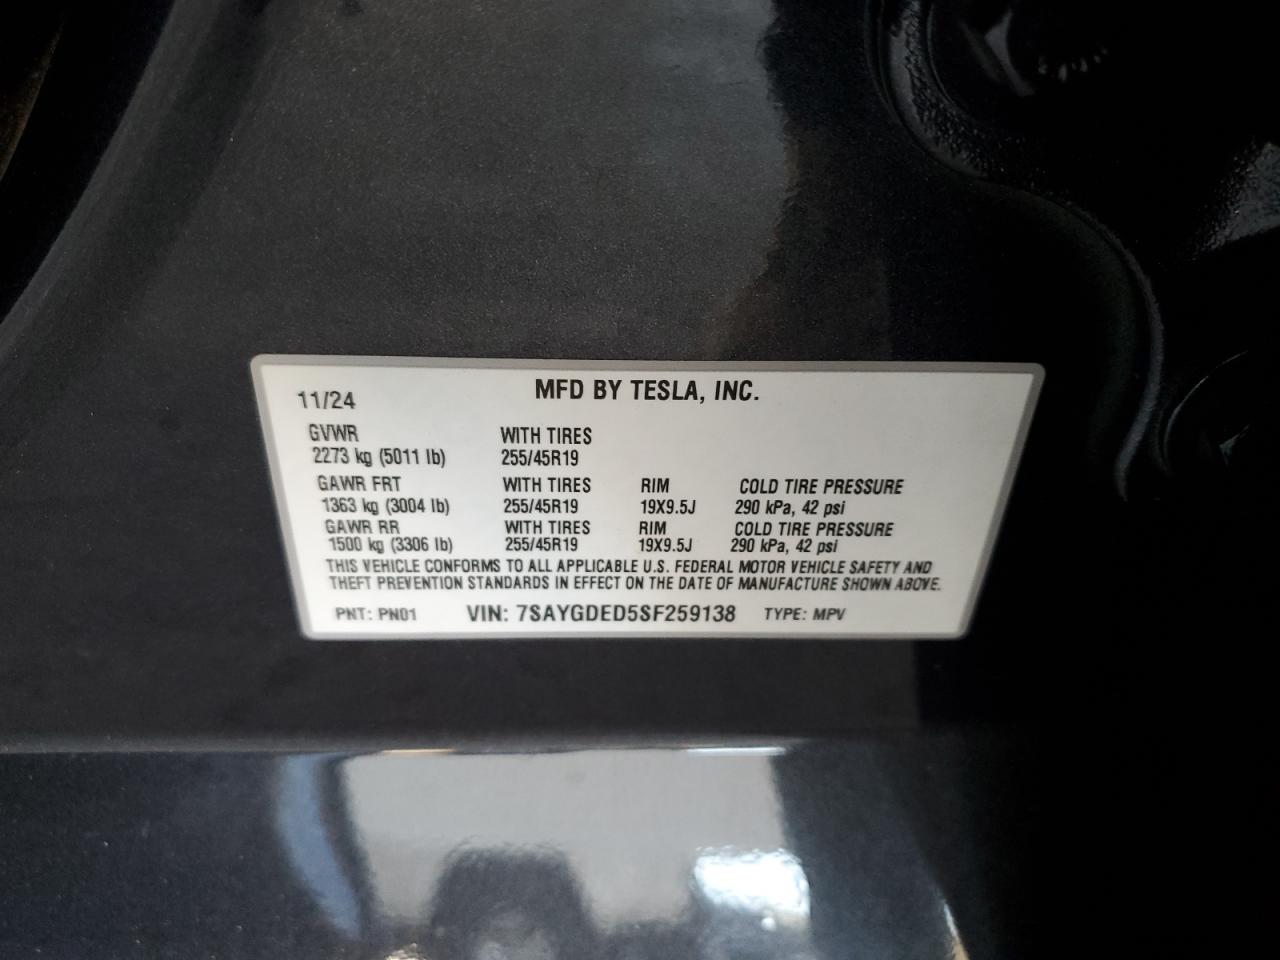 MFD BY TESLA, INC.
11/24
GVWR WITH TIRES
2273 kg (5011 lb) 255/45R19
GAWR FRT WITH TIRES RIM COLD TIRE PRESSURE
1363 kg (3004 lb) 255/45R19 19X9.5J 290 kPa, 42 psi
GAWR RR WITH TIRES RIM COLD TIRE PRESSURE
1500 kg (3306 lb) 255/45R19 19X9.5J 290 kPa, 42 psi
THIS VEHICLE CONFORMS TO ALL APPLICABLE U.S. FEDERAL MOTOR VEHICLE SAFETY AND
THEFT PREVENTION STANDARDS IN EFFECT ON THE DATE OF MANUFACTURE SHOWN ABOVE.
PNT: PN01 VIN: 7SAYGDED5SF259138 TYPE: MPV